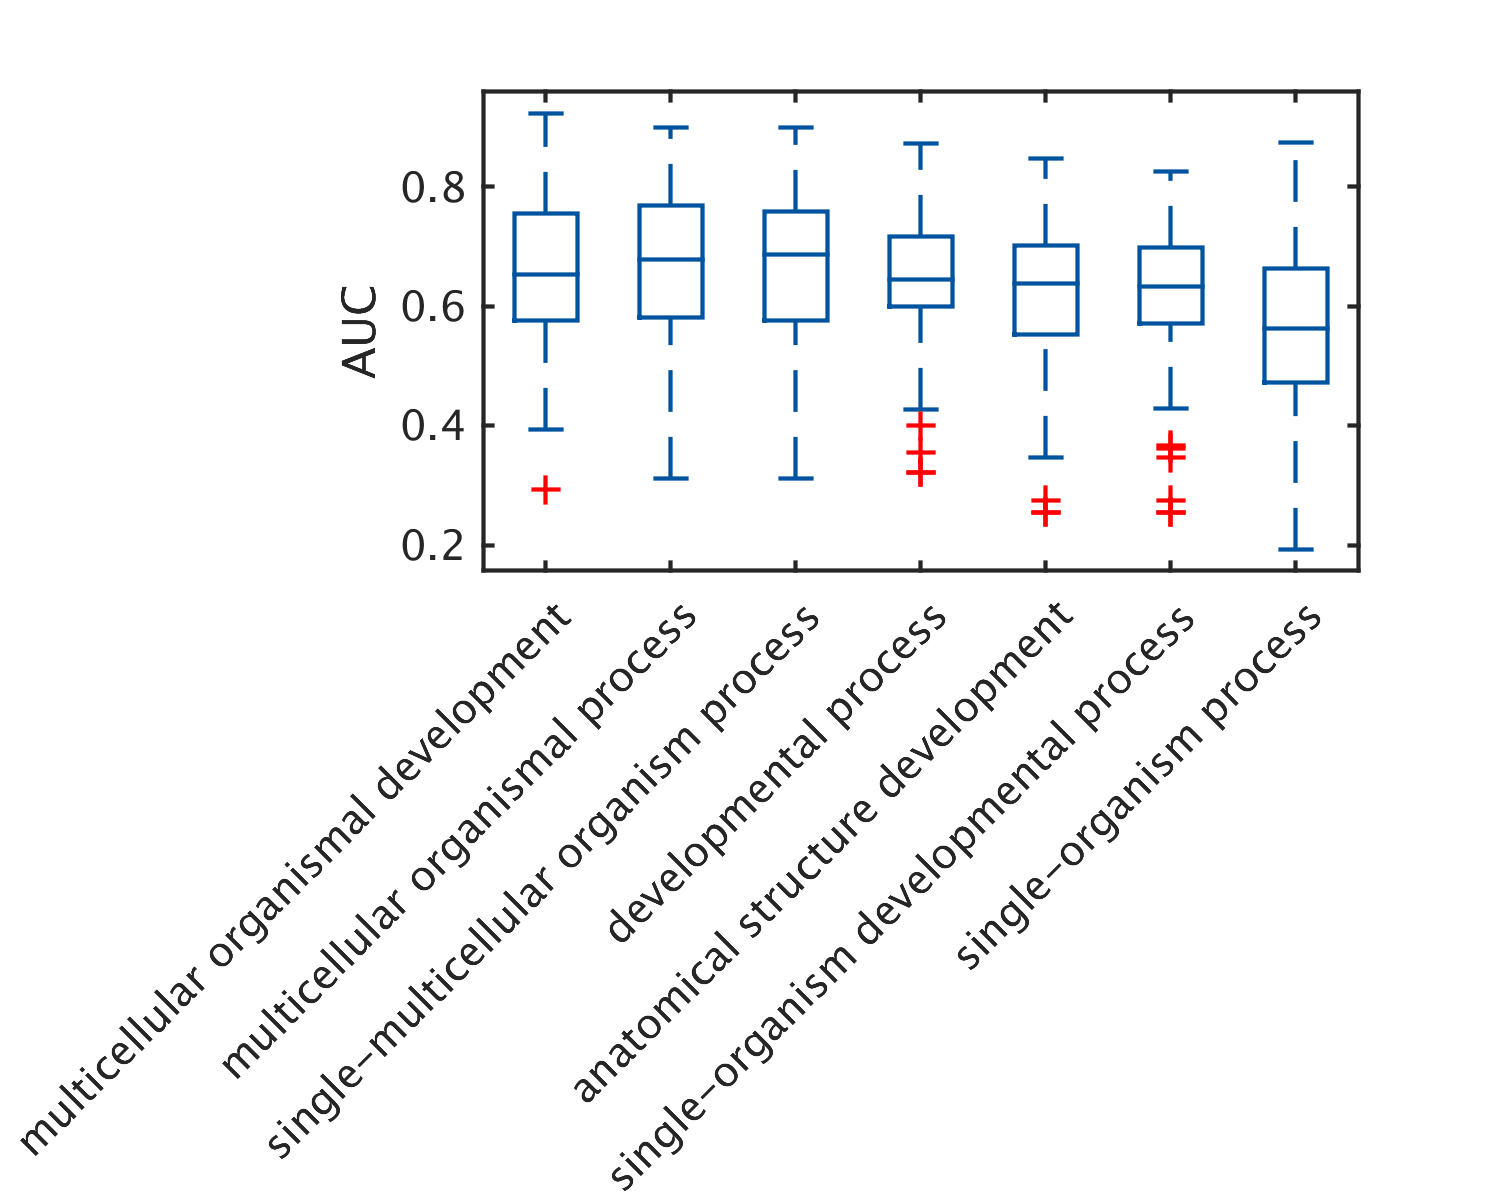 AUC
0.8
0.6
0.4
0.2
multicellular organismal development
multicellular organismal process
single−multicellular organism process
developmental process
anatomical structure development
single−organism developmental process
single−organism process